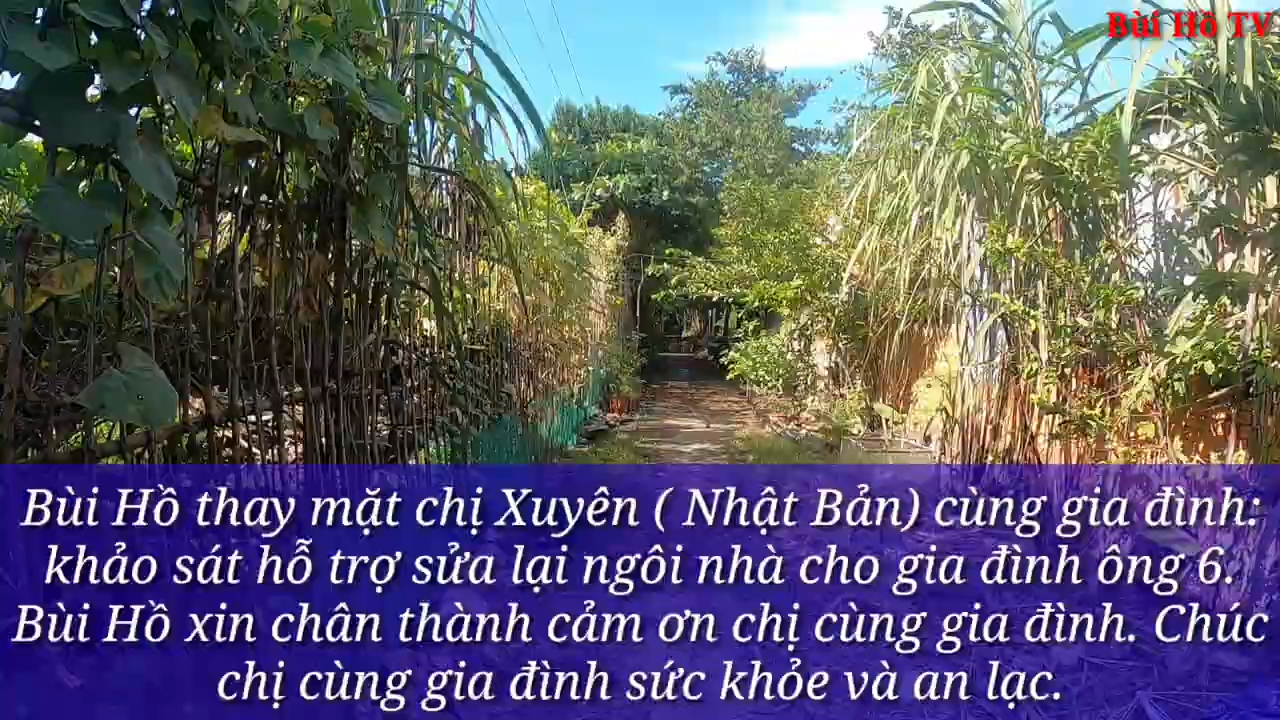 Bùi Hồ TV
Bùi Hồ thay mặt chị Xuyên ( Nhật Bản) cùng gia đình:
khảo sát hỗ trợ sửa lại ngôi nhà cho gia đình ông 6.
Bùi Hồ xin chân thành cảm ơn chị cùng gia đình. Chúc
chị cùng gia đình sức khỏe và an lạc.